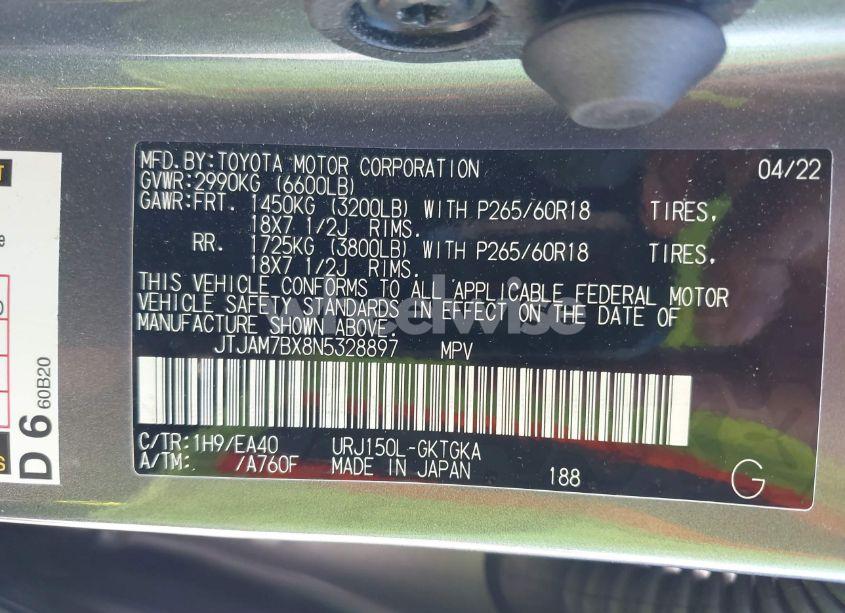 MFD.BY:TOYOTA MOTOR CORPORATION 04/22
GVWR:2990KG (6600LB)
GAWR:FRT. 1450KG (3200LB) WITH P265/60R18 TIRES,
18X7 1/2J RIMS.
RR. 1725KG (3800LB) WITH P265/60R18 TIRES,
18X7 1/2J RIMS.
THIS VEHICLE CONFORMS TO ALL APPLICABLE FEDERAL MOTOR
VEHICLE SAFETY STANDARDS IN EFFECT ON THE DATE OF
MANUFACTURE SHOWN ABOVE.
JTJAM7BX8N5328897 MPV
C/TR:1H9/EA40 URJ150L-GKTGKA
A/TM: /A760F MADE IN JAPAN 188 G
D 6 60B20
wheelwise